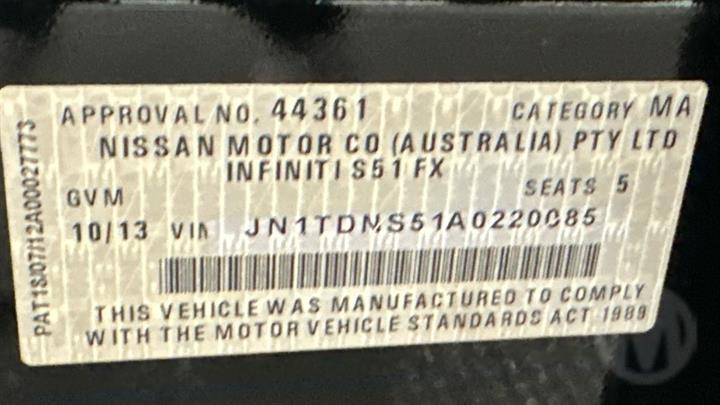 APPROVAL NO. 44361 CATEGORY MA
NISSAN MOTOR CO (AUSTRALIA) PTY LTD
INFINITI S51 FX
GVM SEATS 5
10/13 VIN JN1TDNS51A0220085
THIS VEHICLE WAS MANUFACTURED TO COMPLY
WITH THE MOTOR VEHICLE STANDARDS ACT 1989
PAT18/07/12A00027773
M